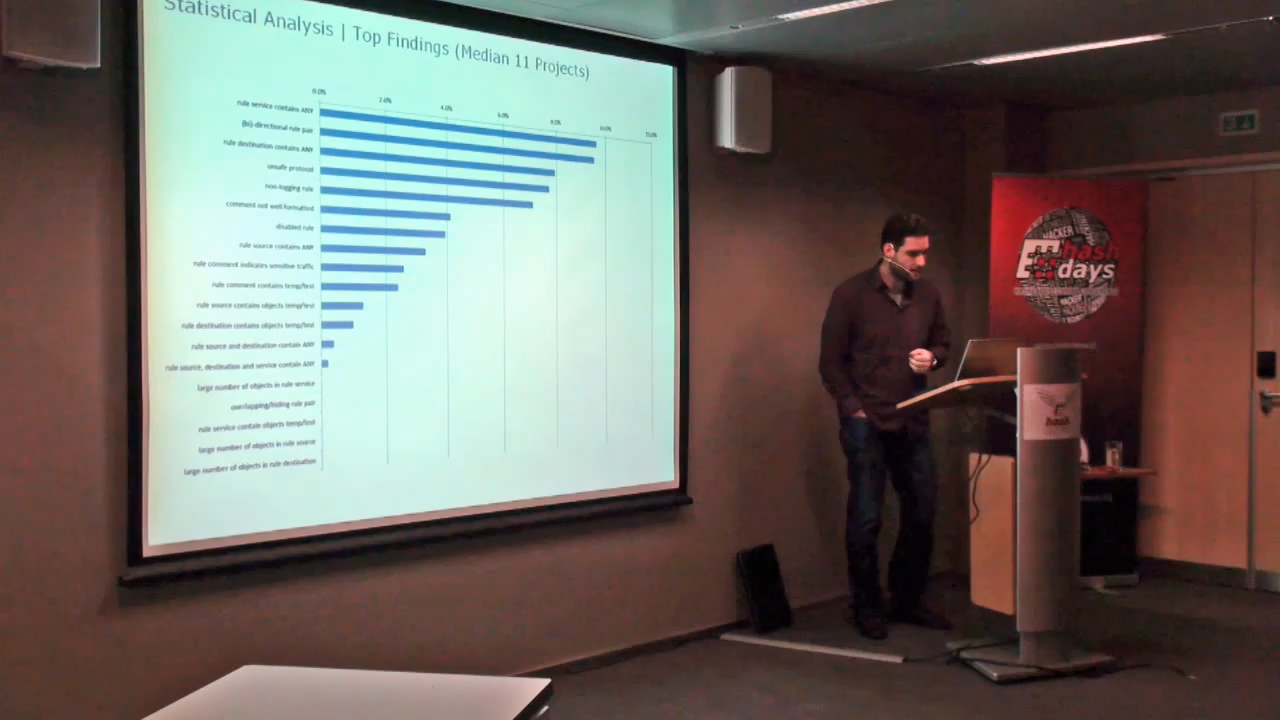 Statistical Analysis | Top Findings (Median 11 Projects)
0.0%
2.0%
4.0%
6.0%
8.0%
10.0%
12.0%
rule service contains ANY
(bi)-directional rule pair
rule destination contains ANY
unsafe protocol
non-logging rule
comment not well formatted
disabled rule
rule source contains ANY
rule comment indicates sensitive traffic
rule comment contains temp/test
rule source contains objects temp/test
rule destination contains objects temp/test
rule source and destination contain ANY
rule source, destination and service contain ANY
large number of objects in rule service
overlapping/hiding rule pair
rule service contain objects temp/test
large number of objects in rule source
large number of objects in rule destination
HACKER
hash
days
HACKER
hash